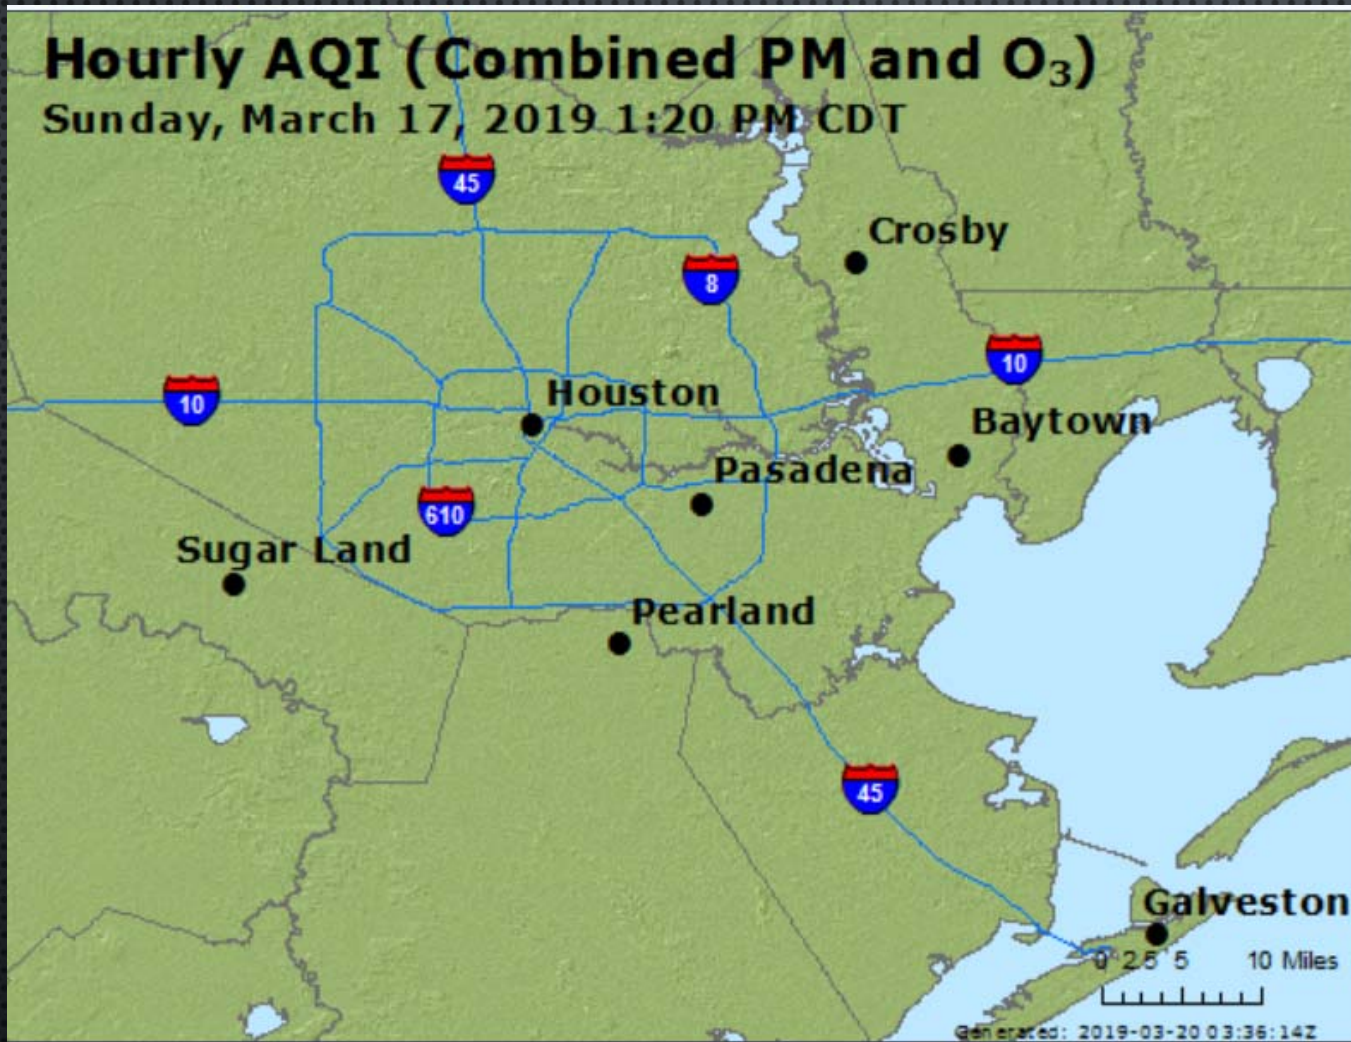 Hourly AQI (Combined PM and O₃)
Sunday, March 17, 2019 1:20 PM CDT
45
Crosby
8
10
10
Houston
Baytown
Pasadena
610
Sugar Land
Pearland
45
Galveston
0 2.5 5 10 Miles
Generated: 2019-03-20 03:36:14Z